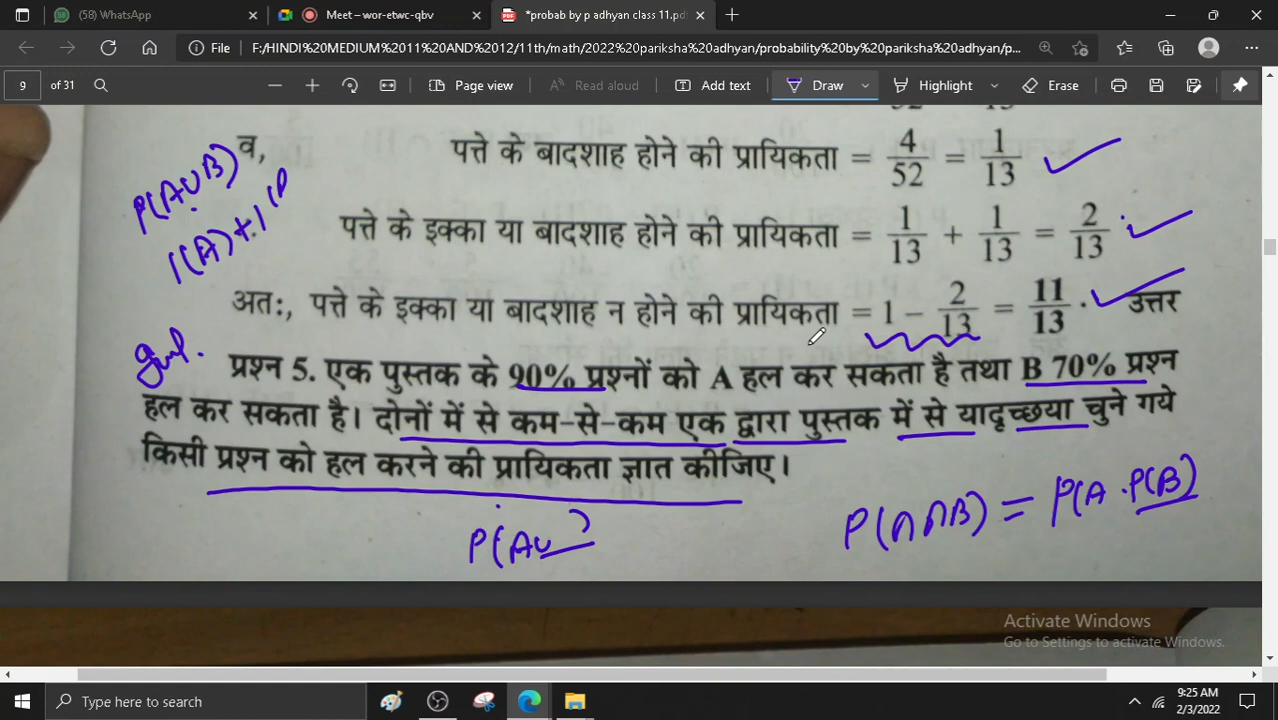 (58) WhatsApp
Meet – wor-etwc-qbv
*probab by p adhyan class 11.pdf
File
F:/HINDI%20MEDIUM%2011%20AND%2012/11th/math/2022%20pariksha%20adhyan/probability%20by%20pariksha%20adhyan/p...
9 of 31
Page view
Read aloud
Add text
Draw
Highlight
Erase
व,
पत्ते के बादशाह होने की प्रायिकता = 4/52 = 1/13
P(A∪B)
पत्ते के इक्का या बादशाह होने की प्रायिकता = 1/13 + 1/13 = 2/13
अतः, पत्ते के इक्का या बादशाह न होने की प्रायिकता = 1 − 2/13 = 11/13 . उत्तर
प्रश्न 5. एक पुस्तक के 90% प्रश्नों को A हल कर सकता है तथा B 70% प्रश्न
हल कर सकता है। दोनों में से कम-से-कम एक द्वारा पुस्तक में से यादृच्छया चुने गये
किसी प्रश्न को हल करने की प्रायिकता ज्ञात कीजिए।
P(A∪ )
P(A∩B) = P(A . P(B)
Activate Windows
Go to Settings to activate Windows.
Type here to search
9:25 AM
2/3/2022